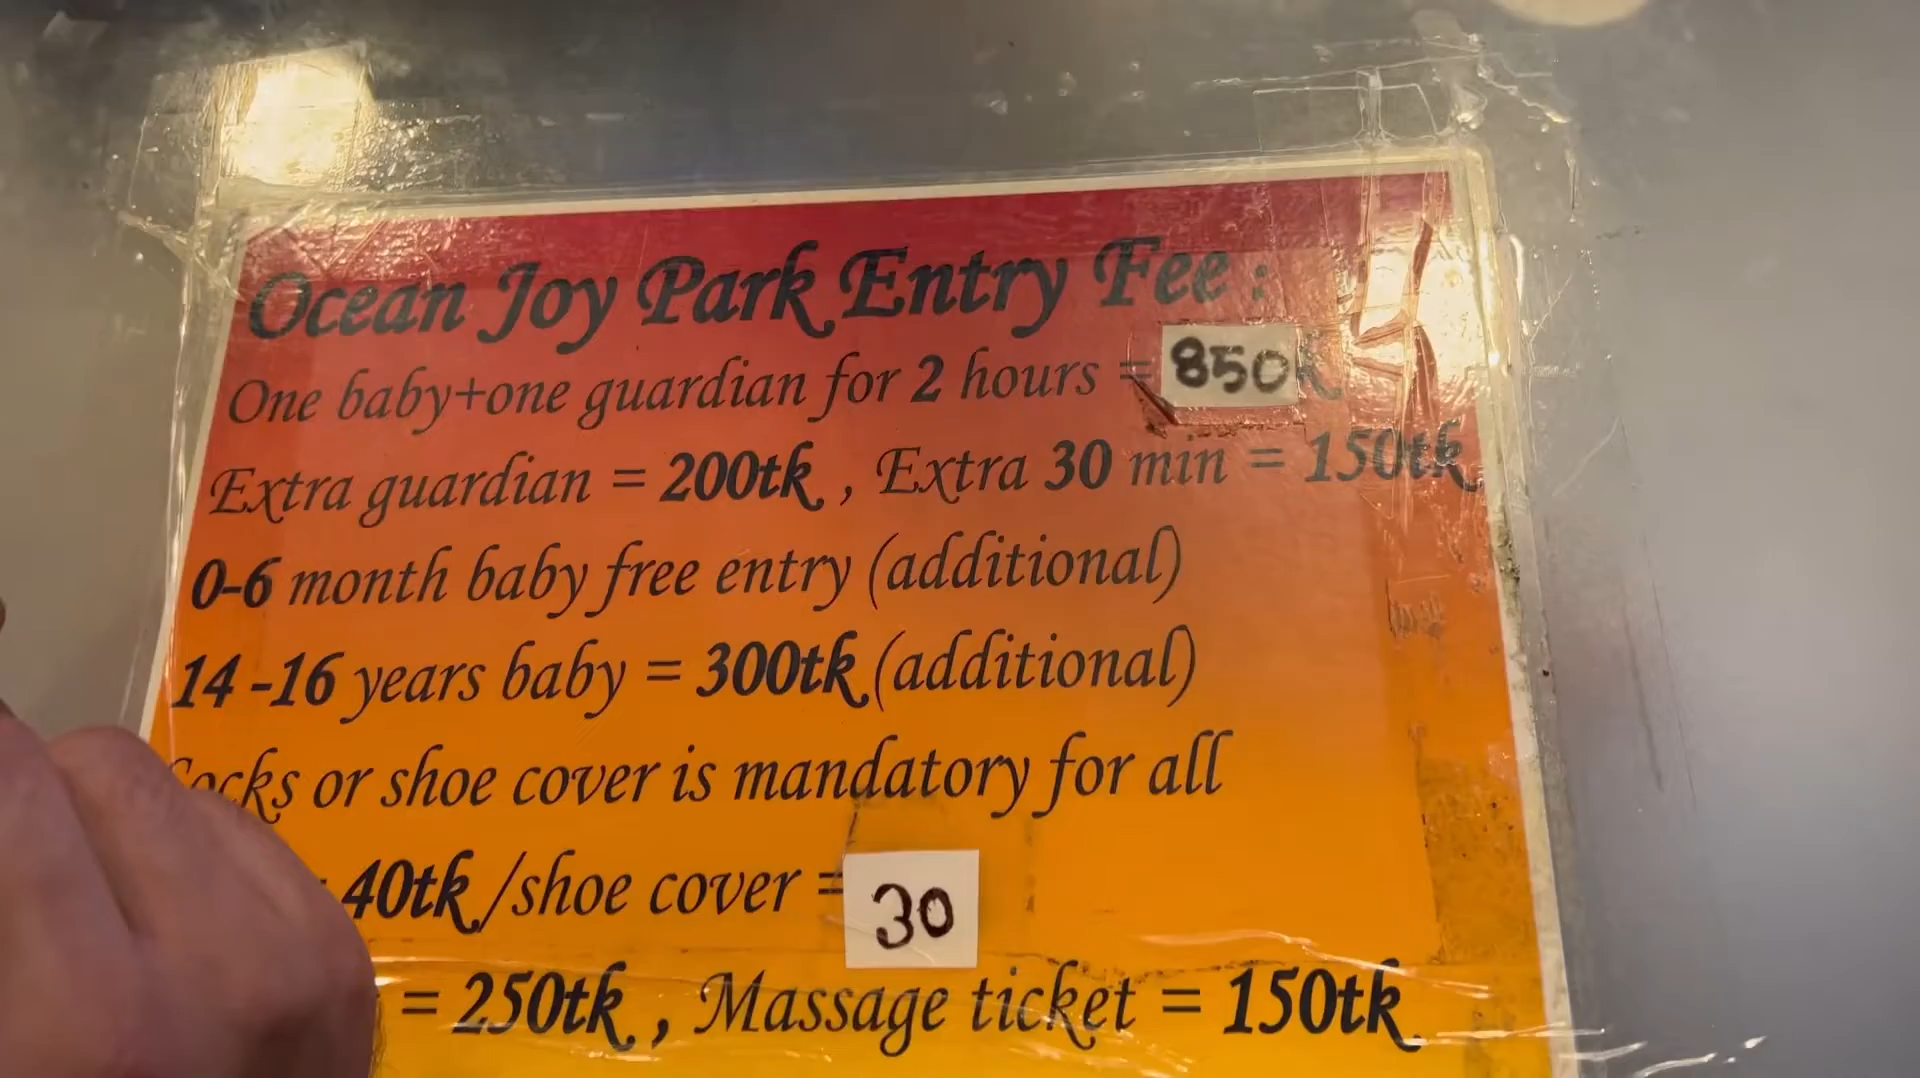 Ocean Joy Park Entry Fee :
One baby+one guardian for 2 hours = 850k
Extra guardian = 200tk , Extra 30 min = 150tk
0-6 month baby free entry (additional)
14 -16 years baby = 300tk (additional)
Socks or shoe cover is mandatory for all
40tk /shoe cover = 30
= 250tk , Massage ticket = 150tk